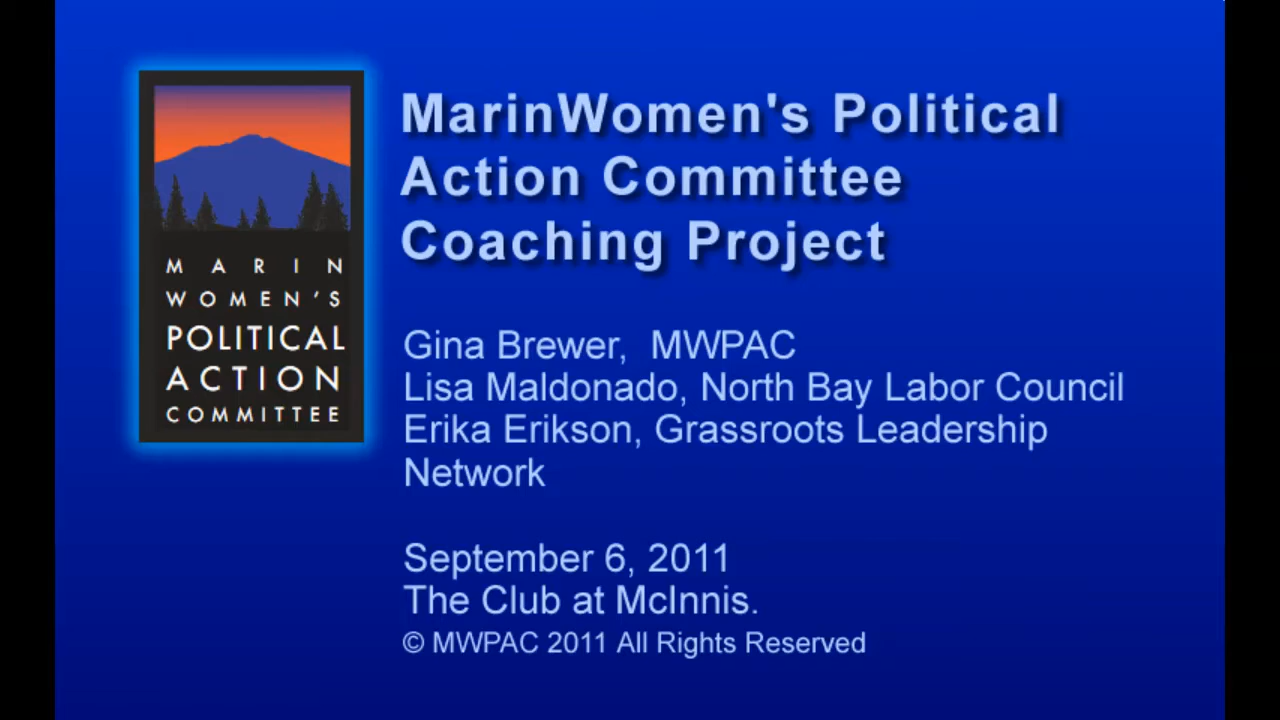 MARIN
WOMEN'S
POLITICAL
ACTION
COMMITTEE
MarinWomen's Political
Action Committee
Coaching Project
Gina Brewer,  MWPAC
Lisa Maldonado, North Bay Labor Council
Erika Erikson, Grassroots Leadership
Network
September 6, 2011
The Club at McInnis.
© MWPAC 2011 All Rights Reserved